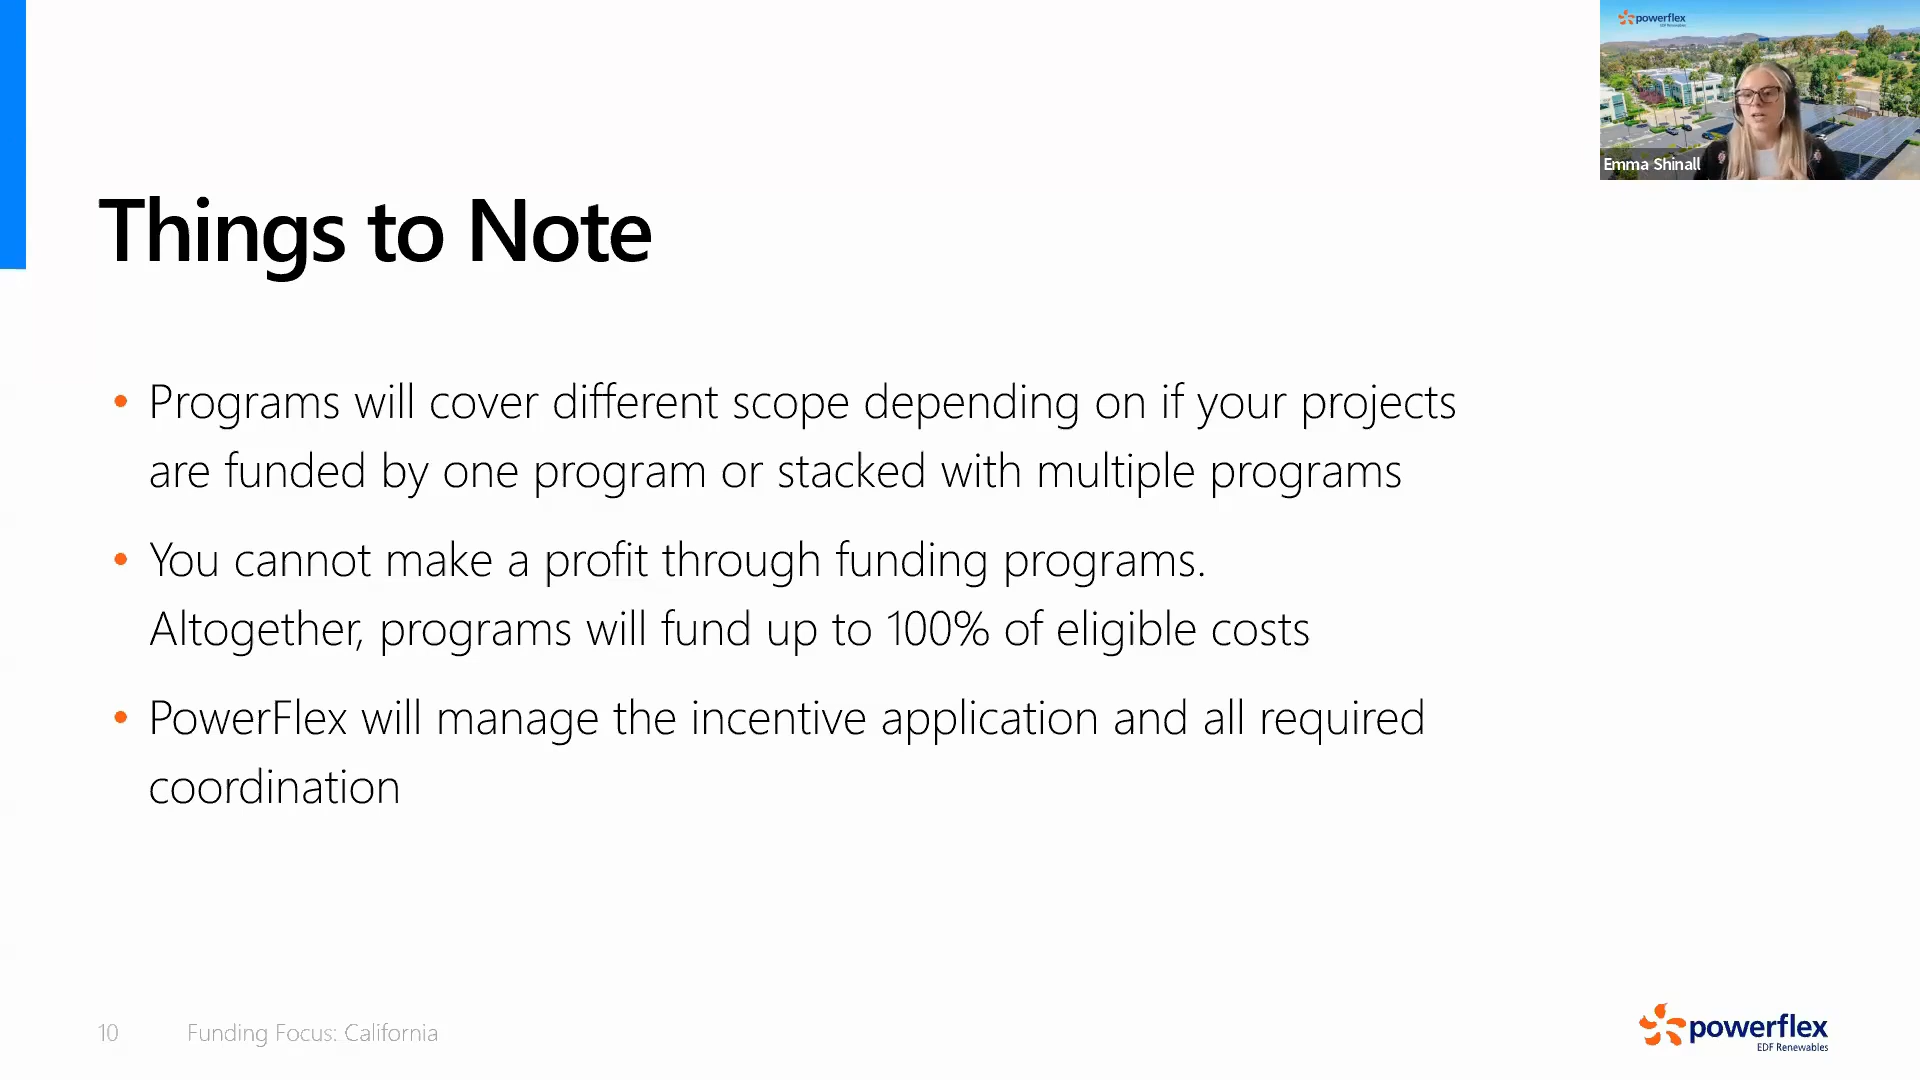 powerflex
EDF Renewables
Emma Shinall
Things to Note
• Programs will cover different scope depending on if your projects
are funded by one program or stacked with multiple programs
• You cannot make a profit through funding programs.
Altogether, programs will fund up to 100% of eligible costs
• PowerFlex will manage the incentive application and all required
coordination
10 Funding Focus: California
powerflex
EDF Renewables